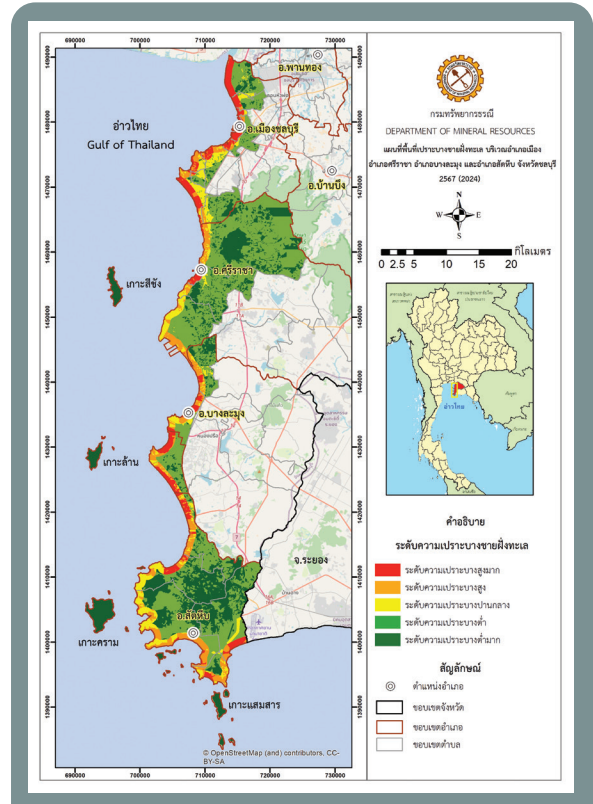 690000 700000 710000 720000 730000
1490000
1480000
1470000
1460000
1450000
1440000
1430000
1420000
1410000
1400000
1390000
อ.พานทอง
อ่าวไทย
Gulf of Thailand
อ.เมืองชลบุรี
อ.บ้านบึง
อ.ศรีราชา
เกาะสีชัง
อ.บางละมุง
เกาะล้าน
จ.ระยอง
อ.สัตหีบ
เกาะคราม
เกาะแสมสาร
© OpenStreetMap (and) contributors, CC-
BY-SA
690000 700000 710000 720000 730000
กรมทรัพยากรธรณี
DEPARTMENT OF MINERAL RESOURCES
แผนที่พื้นที่เปราะบางชายฝั่งทะเล บริเวณอำเภอเมือง
อำเภอศรีราชา อำเภอบางละมุง และอำเภอสัตหีบ จังหวัดชลบุรี
2567 (2024)
N
W E
S
กิโลเมตร
0 2.5 5 10 15 20
อ่าวไทย
คำอธิบาย
ระดับความเปราะบางชายฝั่งทะเล
ระดับความเปราะบางสูงมาก
ระดับความเปราะบางสูง
ระดับความเปราะบางปานกลาง
ระดับความเปราะบางต่ำ
ระดับความเปราะบางต่ำมาก
สัญลักษณ์
ตำแหน่งอำเภอ
ขอบเขตจังหวัด
ขอบเขตอำเภอ
ขอบเขตตำบล